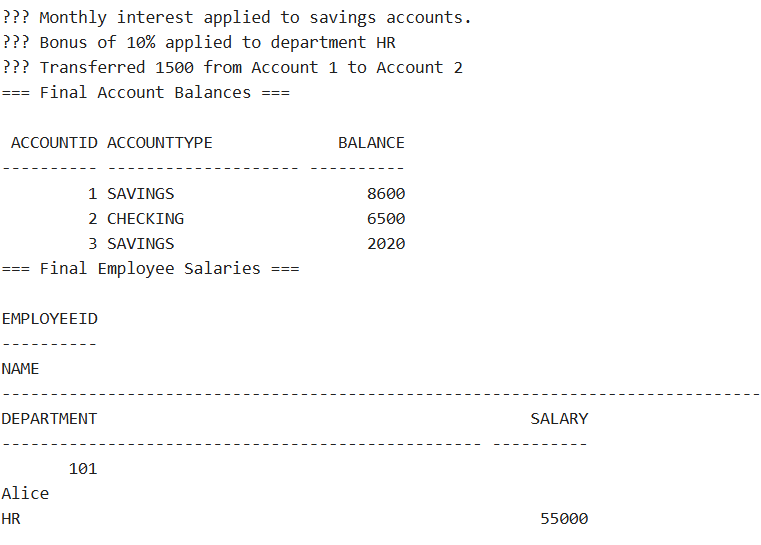 ??? Monthly interest applied to savings accounts.
??? Bonus of 10% applied to department HR
??? Transferred 1500 from Account 1 to Account 2
=== Final Account Balances ===
 ACCOUNTID ACCOUNTTYPE             BALANCE
---------- -------------------- ----------
         1 SAVINGS                    8600
         2 CHECKING                   6500
         3 SAVINGS                    2020
=== Final Employee Salaries ===
EMPLOYEEID
----------
NAME
-------------------------------------------------------------------------------
DEPARTMENT                                             SALARY
-------------------------------------------------- ----------
       101
Alice
HR                                                      55000